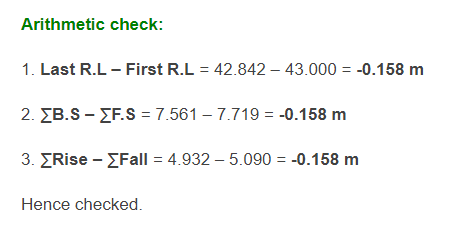 Arithmetic check:
1. Last R.L – First R.L = 42.842 – 43.000 = -0.158 m
2. ∑B.S – ∑F.S = 7.561 – 7.719 = -0.158 m
3. ∑Rise – ∑Fall = 4.932 – 5.090 = -0.158 m
Hence checked.